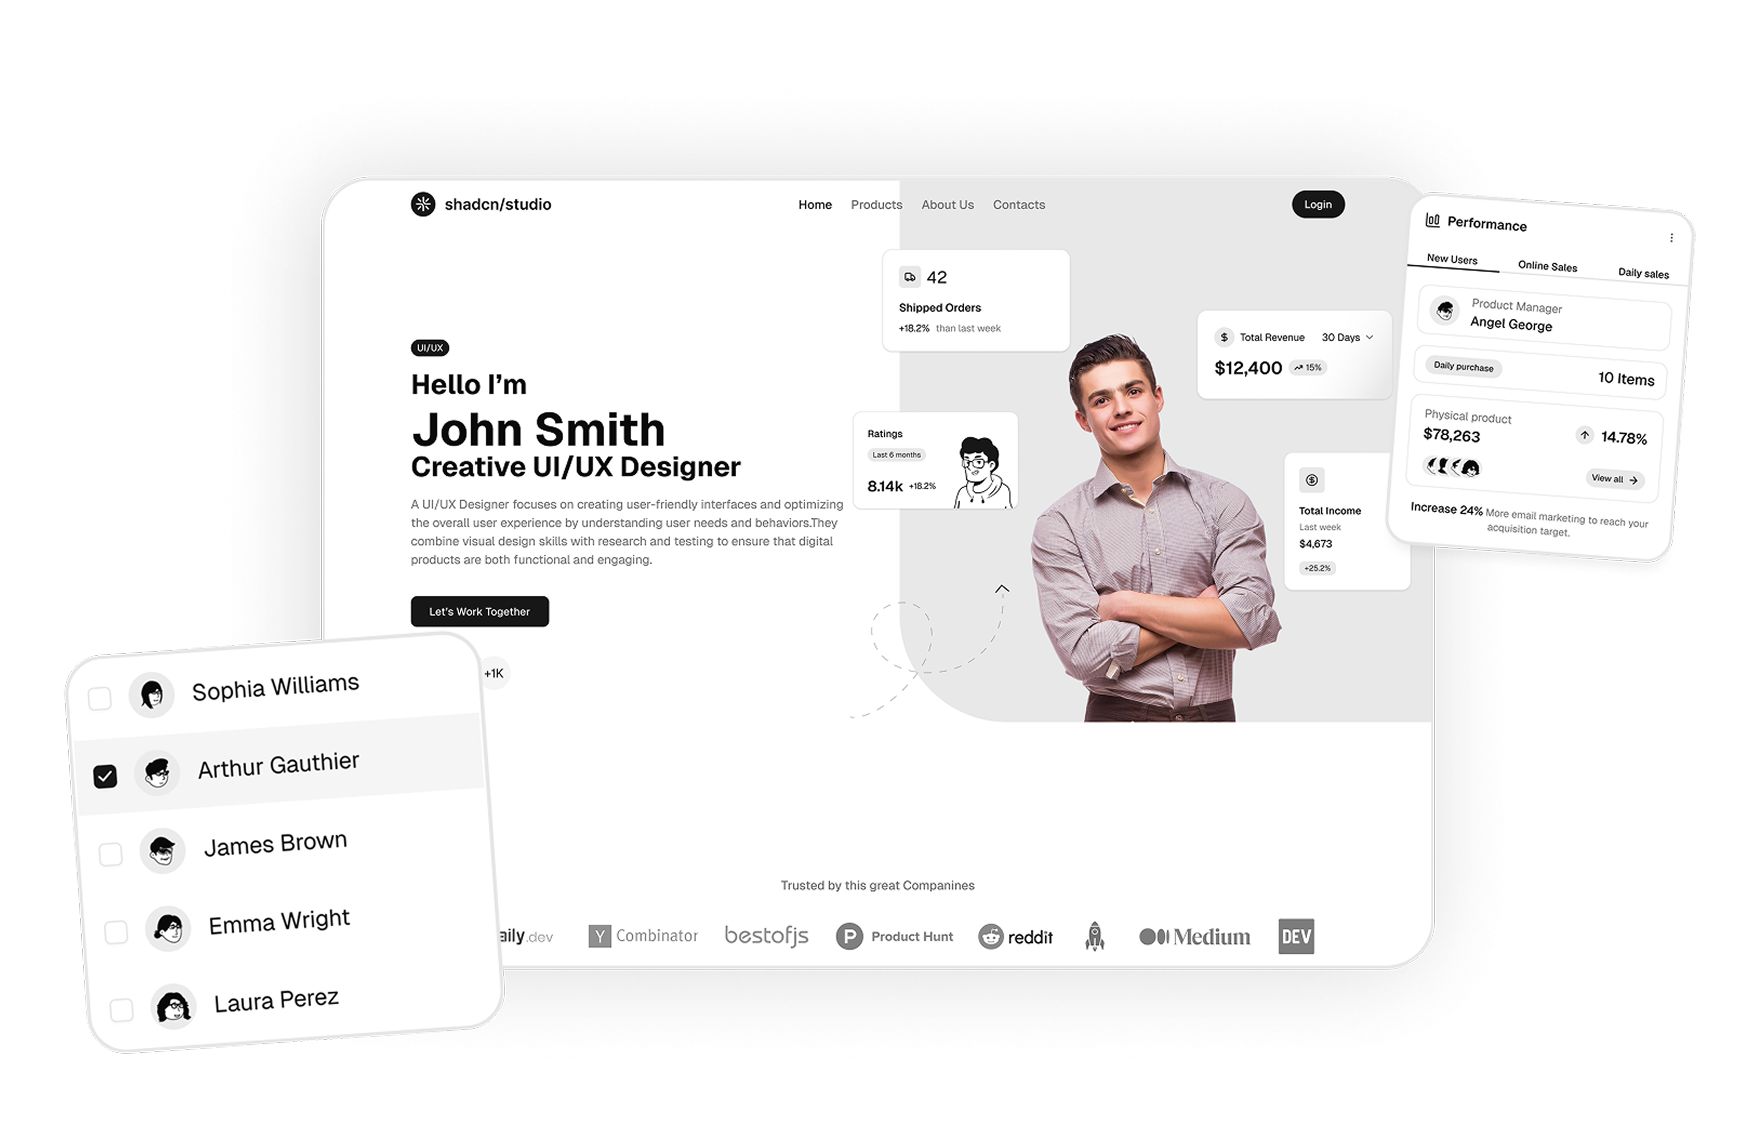 shadcn/studio
Home Products About Us Contacts
Login
42
Shipped Orders
+18.2% than last week
Total Revenue 30 Days
$12,400 15%
Ratings
Last 6 months
8.14k +18.2%
Total Income
Last week
$4,673
+25.2%
UI/UX
Hello I’m
John Smith
Creative UI/UX Designer
A UI/UX Designer focuses on creating user-friendly interfaces and optimizing
the overall user experience by understanding user needs and behaviors.They
combine visual design skills with research and testing to ensure that digital
products are both functional and engaging.
Let’s Work Together
+1K
Performance
New Users Online Sales Daily sales
Product Manager
Angel George
Daily purchase 10 Items
Physical product
$78,263 14.78%
View all
Increase 24% More email marketing to reach your
acquisition target.
Sophia Williams
Arthur Gauthier
James Brown
Emma Wright
Laura Perez
Trusted by this great Companines
aily.dev Y Combinator bestofjs P Product Hunt reddit Medium DEV